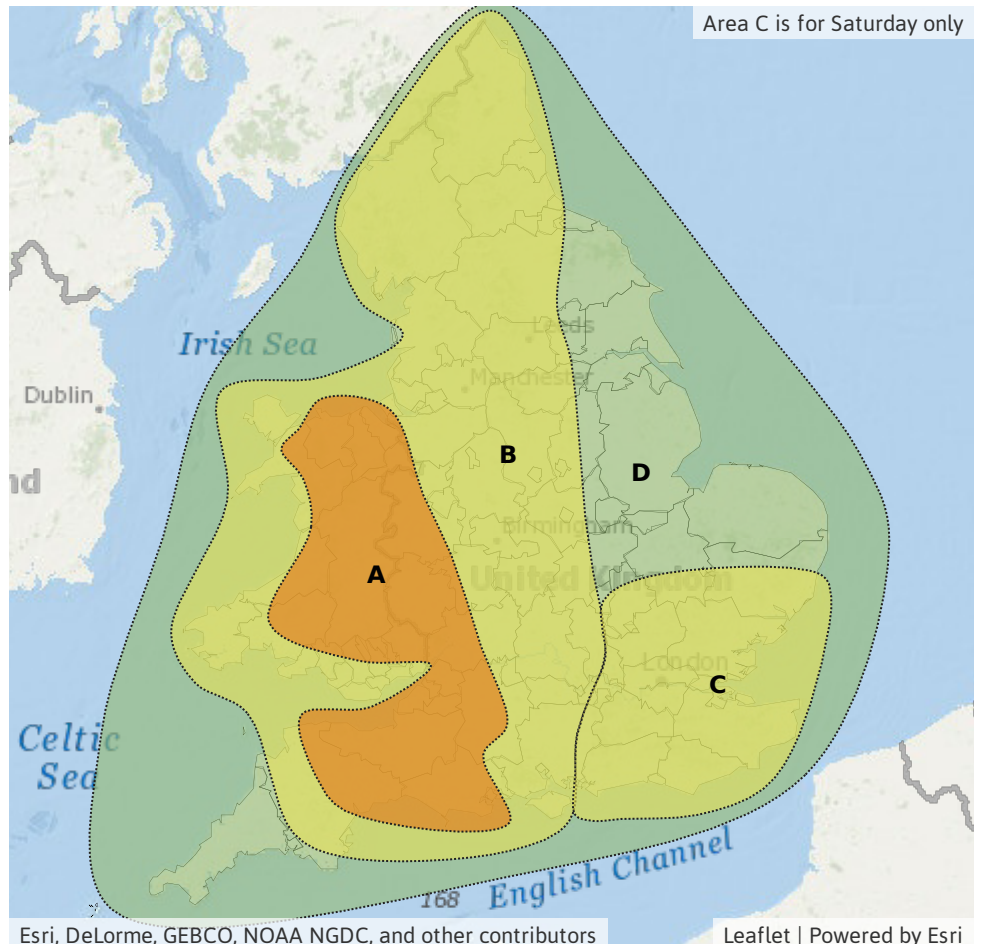 Area C is for Saturday only
Leeds
Irish Sea
Manchester
Dublin
B
nd
D
Birmingham
A
United Kingdom
London
C
Celtic
Sea
English Channel
168
Esri, DeLorme, GEBCO, NOAA NGDC, and other contributors
Leaflet | Powered by Esri